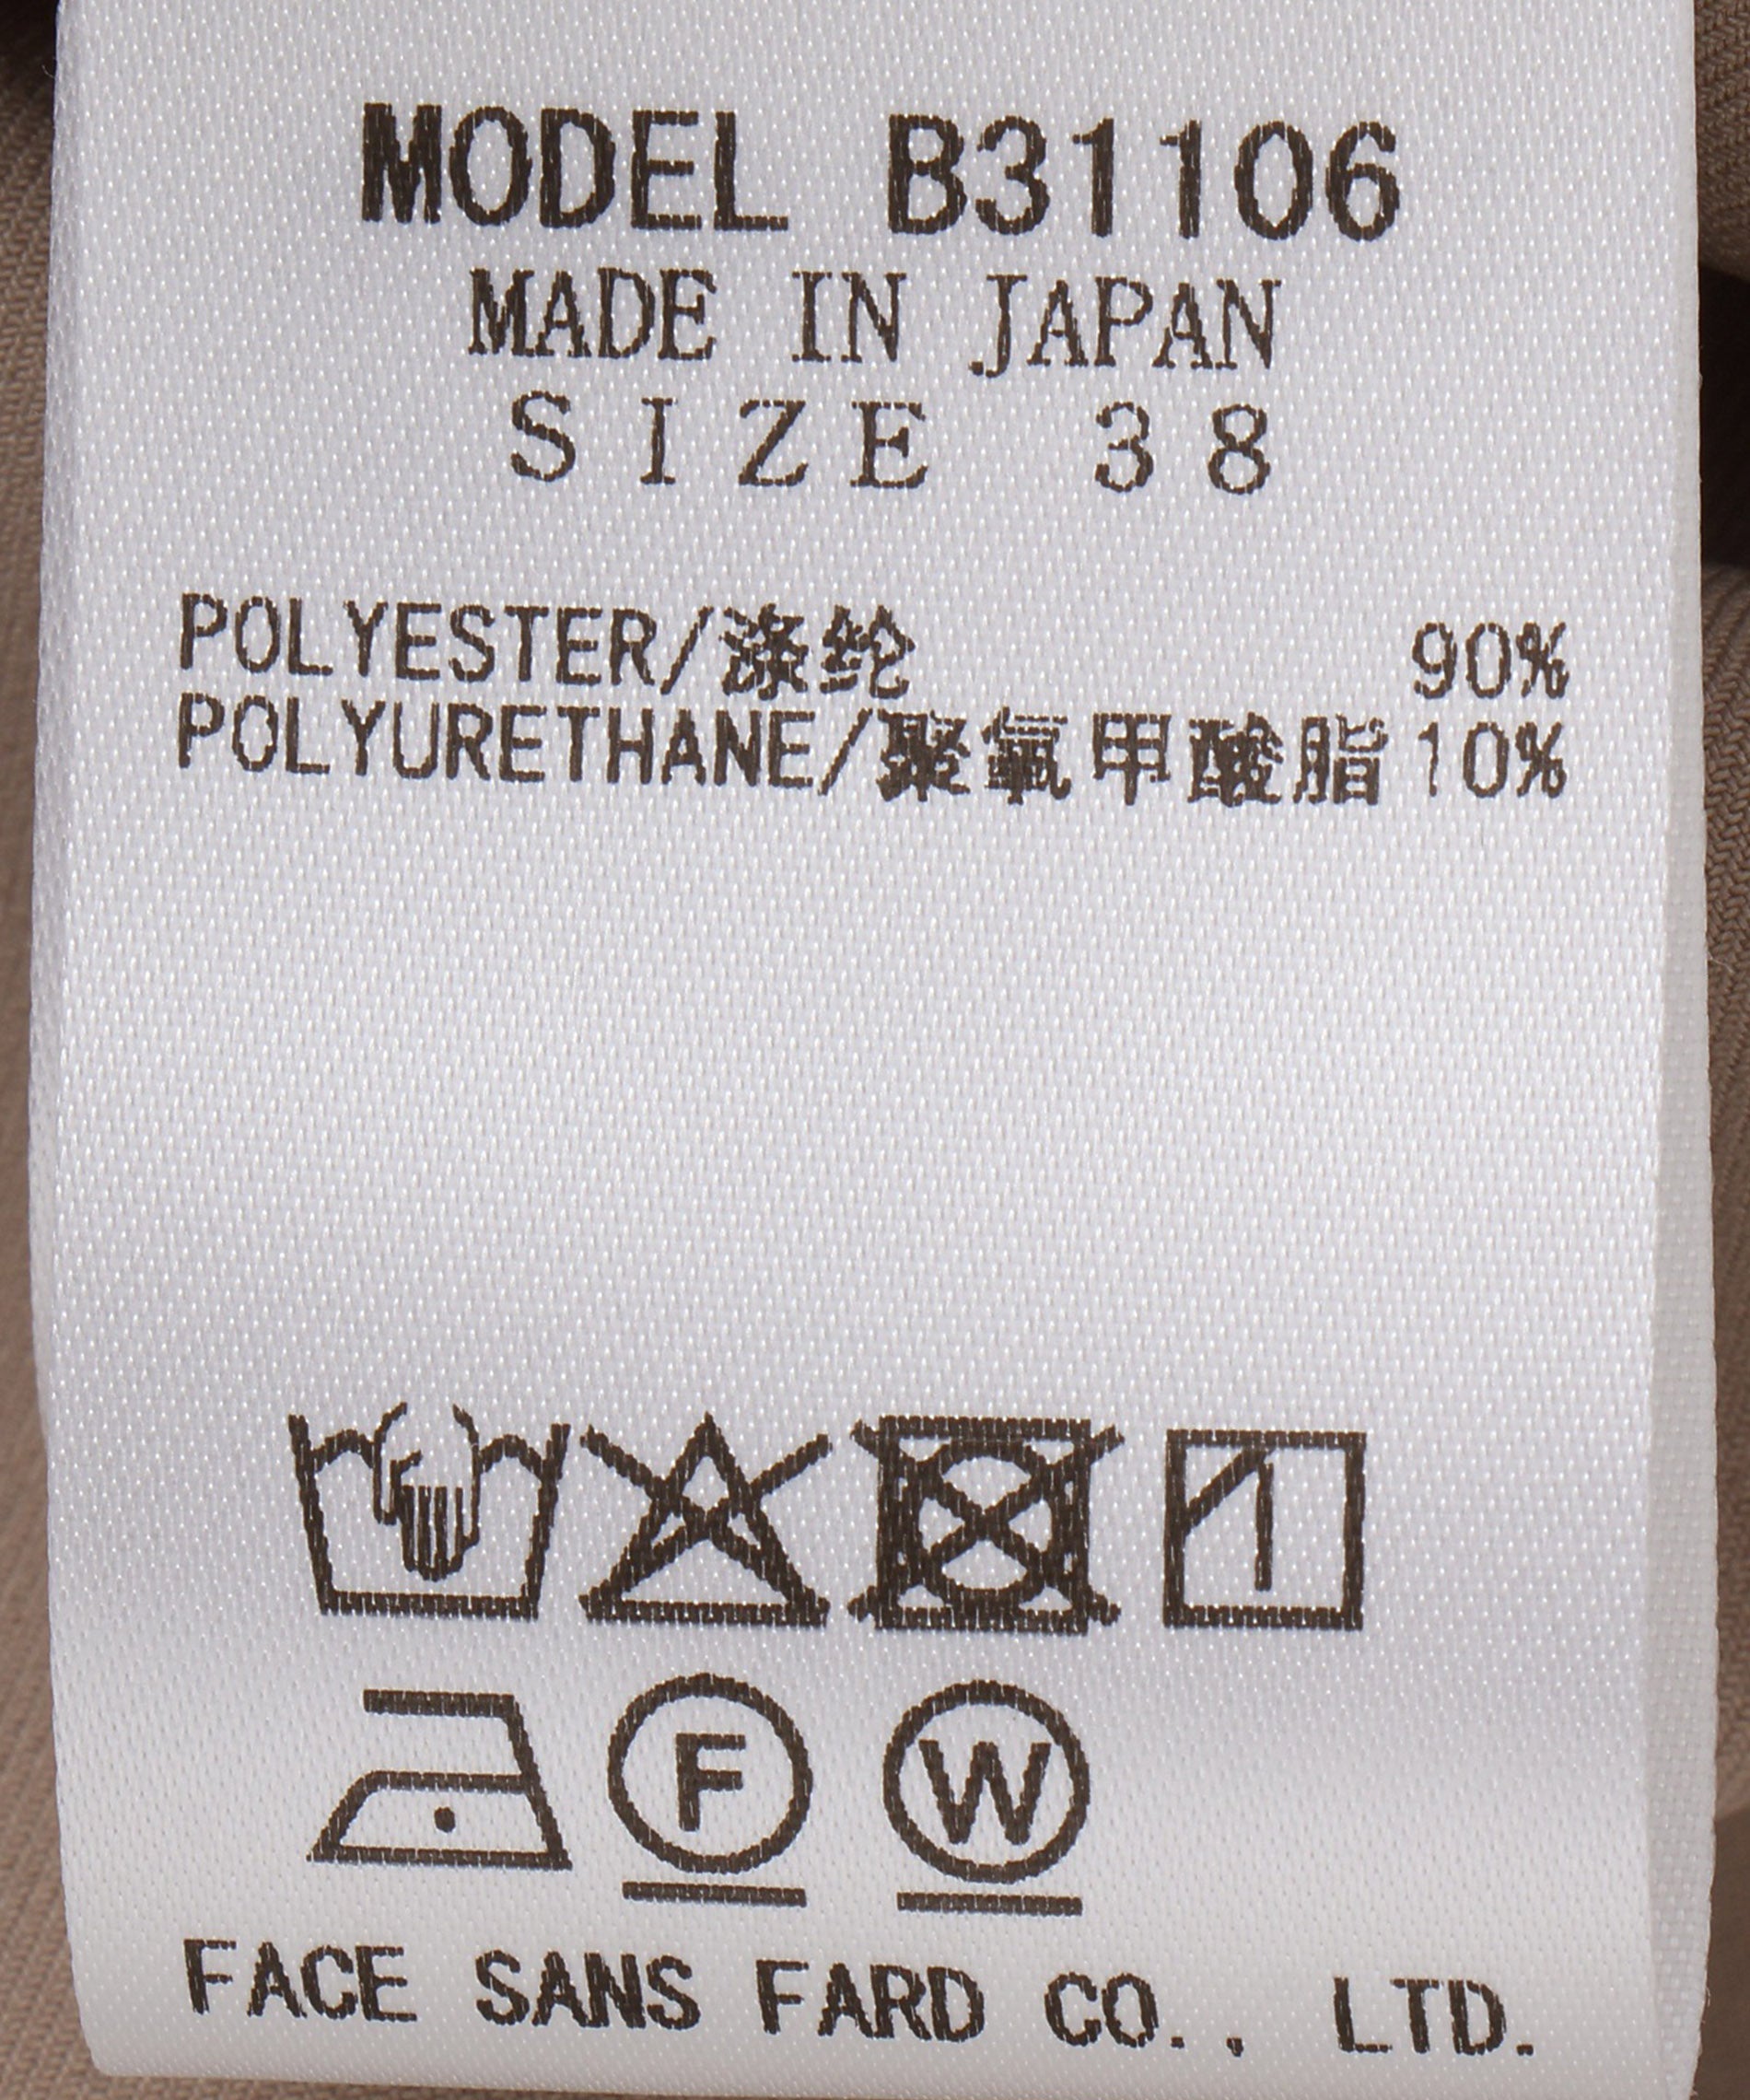 MODEL B31106
MADE IN JAPAN
SIZE 38
POLYESTER/涤纶 90%
POLYURETHANE/聚氨甲酸脂 10%
F W
FACE SANS FARD CO., LTD.